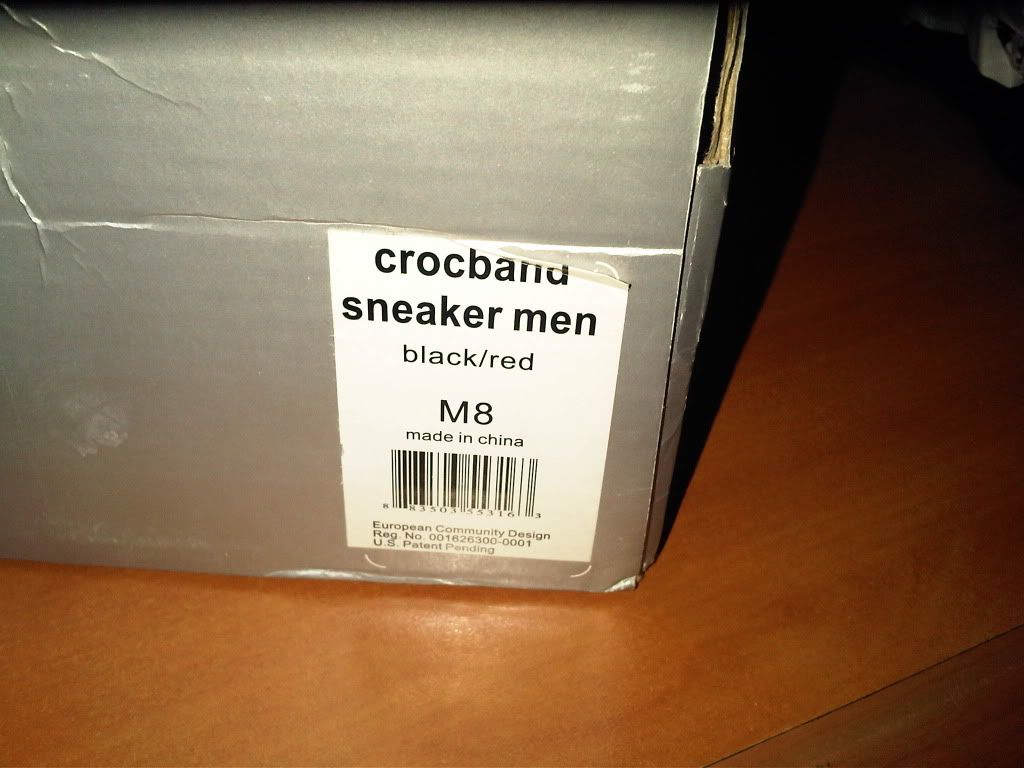 crocband
sneaker men
black/red
M8
made in china
8 83503 55316 3
European Community Design
Reg. No. 001626300-0001
U.S. Patent Pending